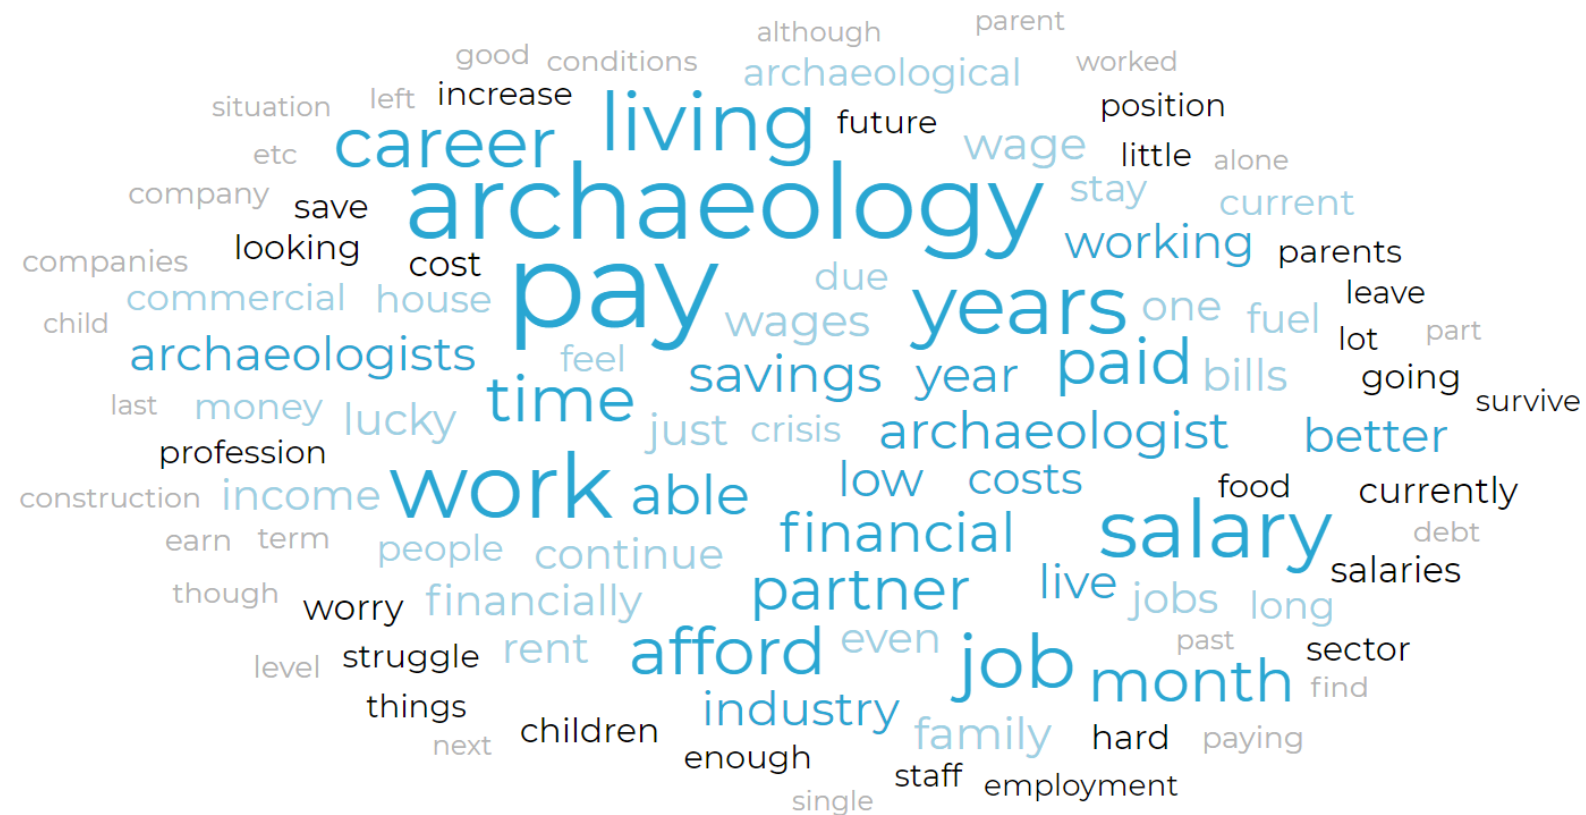 parent
although
good conditions archaeological worked
situation left increase living future position
etc career wage little alone
company save archaeology stay current
companies looking cost working parents
commercial house pay due years one fuel leave
child wages lot part
archaeologists feel savings year paid bills going
last money lucky time just crisis archaeologist better survive
profession
construction income work able low costs food currently
earn term people continue financial salary debt
though worry financially partner live jobs long salaries
level struggle rent afford even job past sector
things industry month find
next children enough family hard paying
staff employment
single